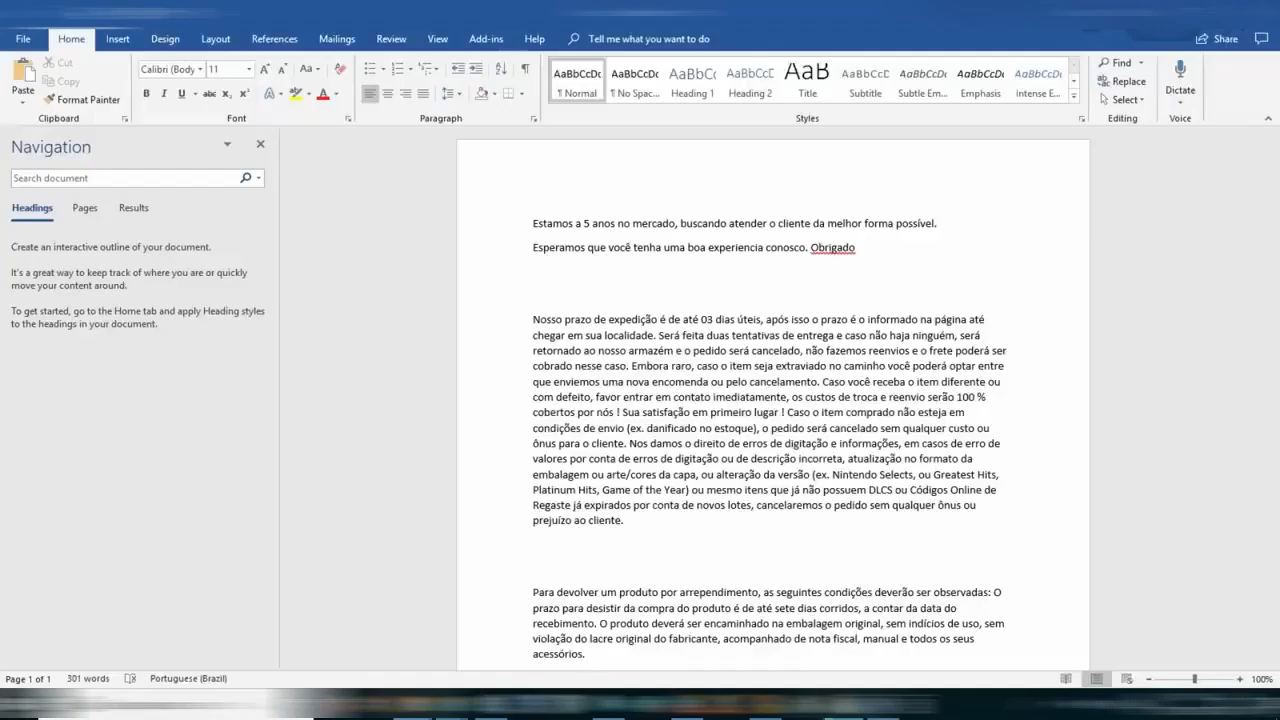 File Home Insert Design Layout References Mailings Review View Add-ins Help Tell me what you want to do Share
Paste
Cut
Copy
Format Painter
Clipboard
Calibri (Body 11
Font
Paragraph
AaBbCcDc AaBbCcDc AaBbCc AaBbCcD AaB AaBbCcD AaBbCcDc AaBbCcDc AaBbCcDc
¶ Normal ¶ No Spac... Heading 1 Heading 2 Title Subtitle Subtle Em... Emphasis Intense E...
Styles
Find
Replace
Select
Editing
Dictate
Voice
Navigation
Search document
Headings Pages Results
Create an interactive outline of your document.
It's a great way to keep track of where you are or quickly
move your content around.
To get started, go to the Home tab and apply Heading styles
to the headings in your document.
Estamos a 5 anos no mercado, buscando atender o cliente da melhor forma possível.
Esperamos que você tenha uma boa experiencia conosco. Obrigado
Nosso prazo de expedição é de até 03 dias úteis, após isso o prazo é o informado na página até
chegar em sua localidade. Será feita duas tentativas de entrega e caso não haja ninguém, será
retornado ao nosso armazém e o pedido será cancelado, não fazemos reenvios e o frete poderá ser
cobrado nesse caso. Embora raro, caso o item seja extraviado no caminho você poderá optar entre
que enviemos uma nova encomenda ou pelo cancelamento. Caso você receba o item diferente ou
com defeito, favor entrar em contato imediatamente, os custos de troca e reenvio serão 100 %
cobertos por nós ! Sua satisfação em primeiro lugar ! Caso o item comprado não esteja em
condições de envio (ex. danificado no estoque), o pedido será cancelado sem qualquer custo ou
ônus para o cliente. Nos damos o direito de erros de digitação e informações, em casos de erro de
valores por conta de erros de digitação ou de descrição incorreta, atualização no formato da
embalagem ou arte/cores da capa, ou alteração da versão (ex. Nintendo Selects, ou Greatest Hits,
Platinum Hits, Game of the Year) ou mesmo itens que já não possuem DLCS ou Códigos Online de
Regaste já expirados por conta de novos lotes, cancelaremos o pedido sem qualquer ônus ou
prejuízo ao cliente.
Para devolver um produto por arrependimento, as seguintes condições deverão ser observadas: O
prazo para desistir da compra do produto é de até sete dias corridos, a contar da data do
recebimento. O produto deverá ser encaminhado na embalagem original, sem indícios de uso, sem
violação do lacre original do fabricante, acompanhado de nota fiscal, manual e todos os seus
acessórios.
Page 1 of 1 301 words Portuguese (Brazil) 100%